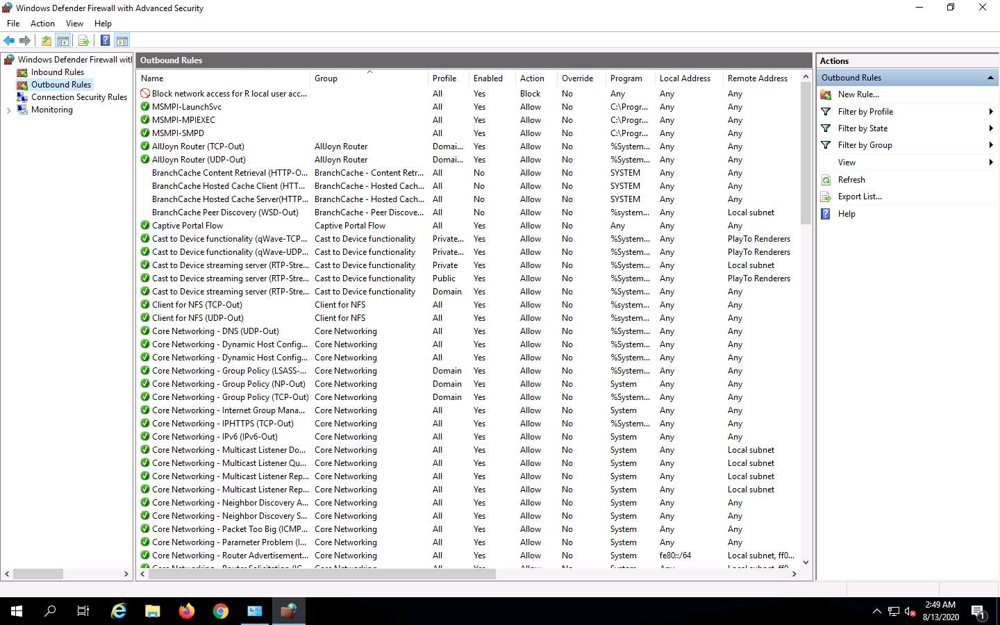 Windows Defender Firewall with Advanced Security
File Action View Help
Windows Defender Firewall witl
Inbound Rules
Outbound Rules
Connection Security Rules
Monitoring
Outbound Rules
Name Group Profile Enabled Action Override Program Local Address Remote Address
Block network access for R local user acc... All Yes Block No Any Any Any
MSMPI-LaunchSvc All Yes Allow No C:\Progr... Any Any
MSMPI-MPIEXEC All Yes Allow No C:\Progr... Any Any
MSMPI-SMPD All Yes Allow No C:\Progr... Any Any
AllJoyn Router (TCP-Out) AllJoyn Router Domai... Yes Allow No %System... Any Any
AllJoyn Router (UDP-Out) AllJoyn Router Domai... Yes Allow No %System... Any Any
BranchCache Content Retrieval (HTTP-O... BranchCache - Content Retr... All No Allow No SYSTEM Any Any
BranchCache Hosted Cache Client (HTT... BranchCache - Hosted Cach... All No Allow No SYSTEM Any Any
BranchCache Hosted Cache Server(HTTP... BranchCache - Hosted Cach... All No Allow No SYSTEM Any Any
BranchCache Peer Discovery (WSD-Out) BranchCache - Peer Discove... All No Allow No %system... Any Local subnet
Captive Portal Flow Captive Portal Flow All Yes Allow No Any Any Any
Cast to Device functionality (qWave-TCP... Cast to Device functionality Private... Yes Allow No %System... Any PlayTo Renderers
Cast to Device functionality (qWave-UDP... Cast to Device functionality Private... Yes Allow No %System... Any PlayTo Renderers
Cast to Device streaming server (RTP-Stre... Cast to Device functionality Private Yes Allow No %System... Any Local subnet
Cast to Device streaming server (RTP-Stre... Cast to Device functionality Public Yes Allow No %System... Any PlayTo Renderers
Cast to Device streaming server (RTP-Stre... Cast to Device functionality Domain Yes Allow No %System... Any Any
Client for NFS (TCP-Out) Client for NFS All Yes Allow No %system... Any Any
Client for NFS (UDP-Out) Client for NFS All Yes Allow No %system... Any Any
Core Networking - DNS (UDP-Out) Core Networking All Yes Allow No %System... Any Any
Core Networking - Dynamic Host Config... Core Networking All Yes Allow No %System... Any Any
Core Networking - Dynamic Host Config... Core Networking All Yes Allow No %System... Any Any
Core Networking - Group Policy (LSASS-... Core Networking Domain Yes Allow No %System... Any Any
Core Networking - Group Policy (NP-Out) Core Networking Domain Yes Allow No System Any Any
Core Networking - Group Policy (TCP-Out) Core Networking Domain Yes Allow No %System... Any Any
Core Networking - Internet Group Mana... Core Networking All Yes Allow No System Any Any
Core Networking - IPHTTPS (TCP-Out) Core Networking All Yes Allow No %System... Any Any
Core Networking - IPv6 (IPv6-Out) Core Networking All Yes Allow No System Any Any
Core Networking - Multicast Listener Do... Core Networking All Yes Allow No System Any Local subnet
Core Networking - Multicast Listener Qu... Core Networking All Yes Allow No System Any Local subnet
Core Networking - Multicast Listener Rep... Core Networking All Yes Allow No System Any Local subnet
Core Networking - Multicast Listener Rep... Core Networking All Yes Allow No System Any Local subnet
Core Networking - Neighbor Discovery A... Core Networking All Yes Allow No System Any Any
Core Networking - Neighbor Discovery S... Core Networking All Yes Allow No System Any Any
Core Networking - Packet Too Big (ICMP... Core Networking All Yes Allow No System Any Any
Core Networking - Parameter Problem (I... Core Networking All Yes Allow No System Any Any
Core Networking - Router Advertisement... Core Networking All Yes Allow No System fe80::/64 Local subnet, ff0...
Actions
Outbound Rules
New Rule...
Filter by Profile
Filter by State
Filter by Group
View
Refresh
Export List...
Help
2:49 AM
8/13/2020
1